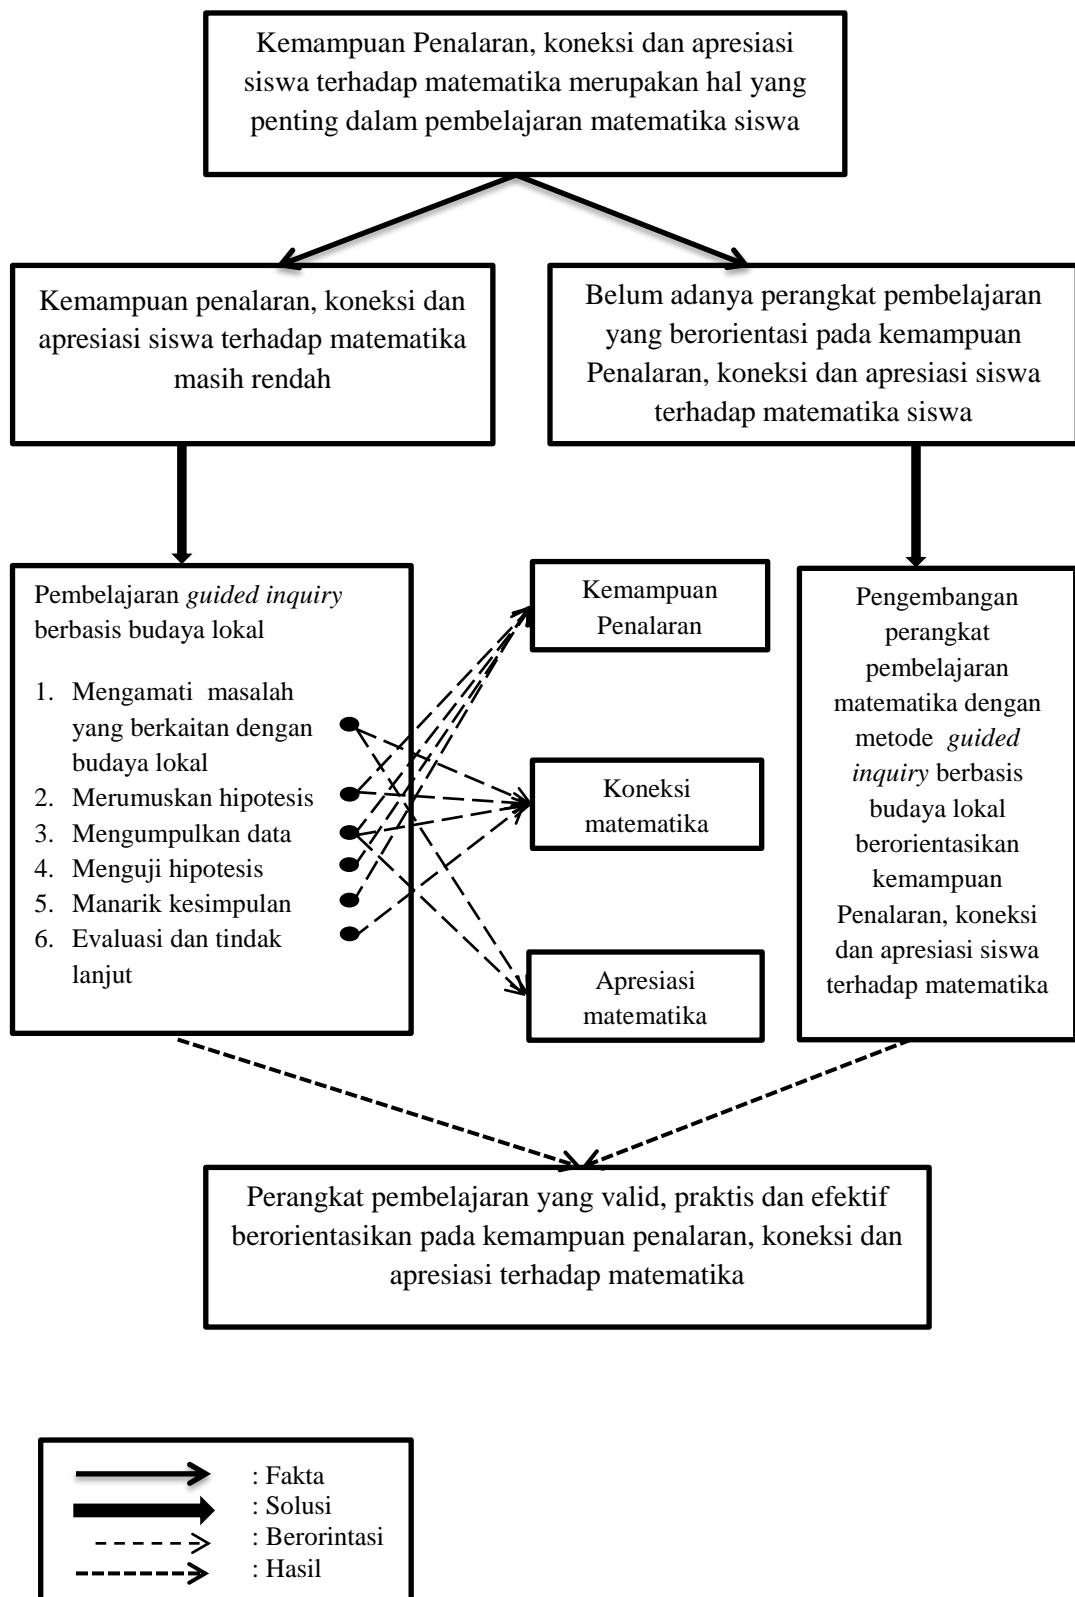 Kemampuan Penalaran, koneksi dan apresiasi
siswa terhadap matematika merupakan hal yang
penting dalam pembelajaran matematika siswa
Kemampuan penalaran, koneksi dan
apresiasi siswa terhadap matematika
masih rendah
Belum adanya perangkat pembelajaran
yang berorientasi pada kemampuan
Penalaran, koneksi dan apresiasi siswa
terhadap matematika siswa
Pembelajaran guided inquiry
berbasis budaya lokal
1. Mengamati masalah
yang berkaitan dengan
budaya lokal
2. Merumuskan hipotesis
3. Mengumpulkan data
4. Menguji hipotesis
5. Manarik kesimpulan
6. Evaluasi dan tindak
lanjut
Kemampuan
Penalaran
Koneksi
matematika
Apresiasi
matematika
Pengembangan
perangkat
pembelajaran
matematika dengan
metode guided
inquiry berbasis
budaya lokal
berorientasikan
kemampuan
Penalaran, koneksi
dan apresiasi siswa
terhadap matematika
Perangkat pembelajaran yang valid, praktis dan efektif
berorientasikan pada kemampuan penalaran, koneksi dan
apresiasi terhadap matematika
: Fakta
: Solusi
: Berorintasi
: Hasil